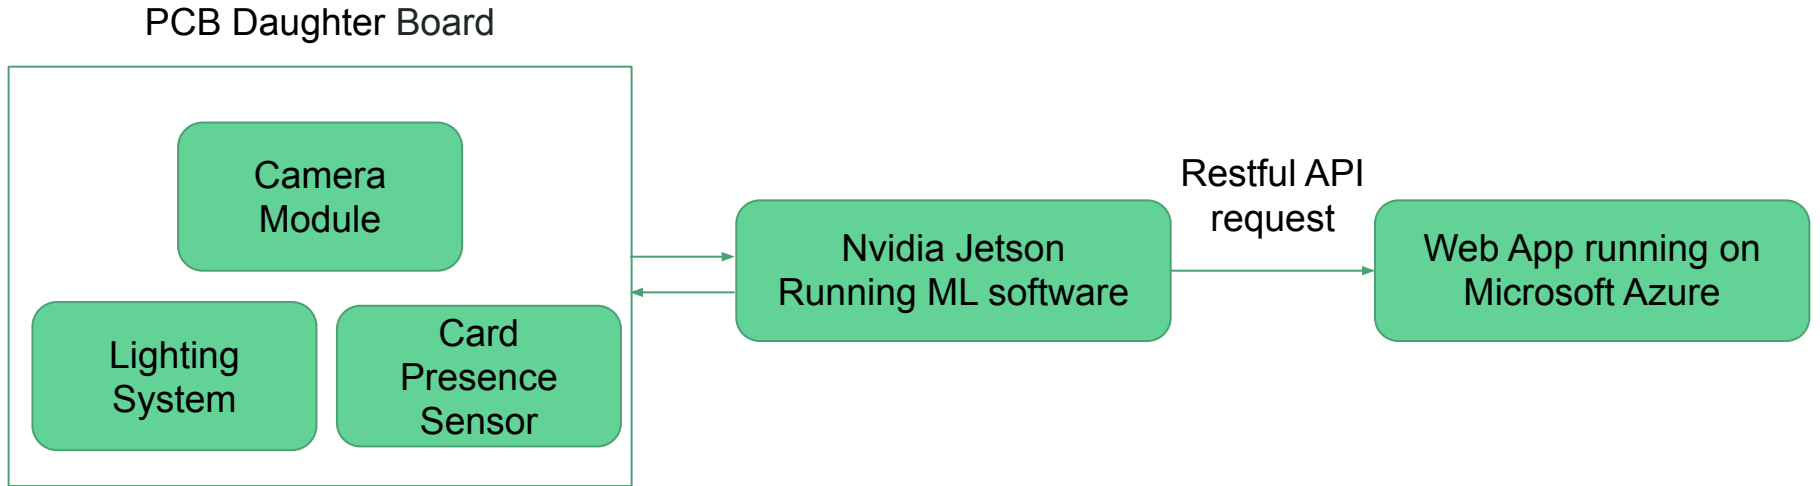 PCB Daughter Board
Camera
Module
Lighting
System
Card
Presence
Sensor
Nvidia Jetson
Running ML software
Restful API
request
Web App running on
Microsoft Azure